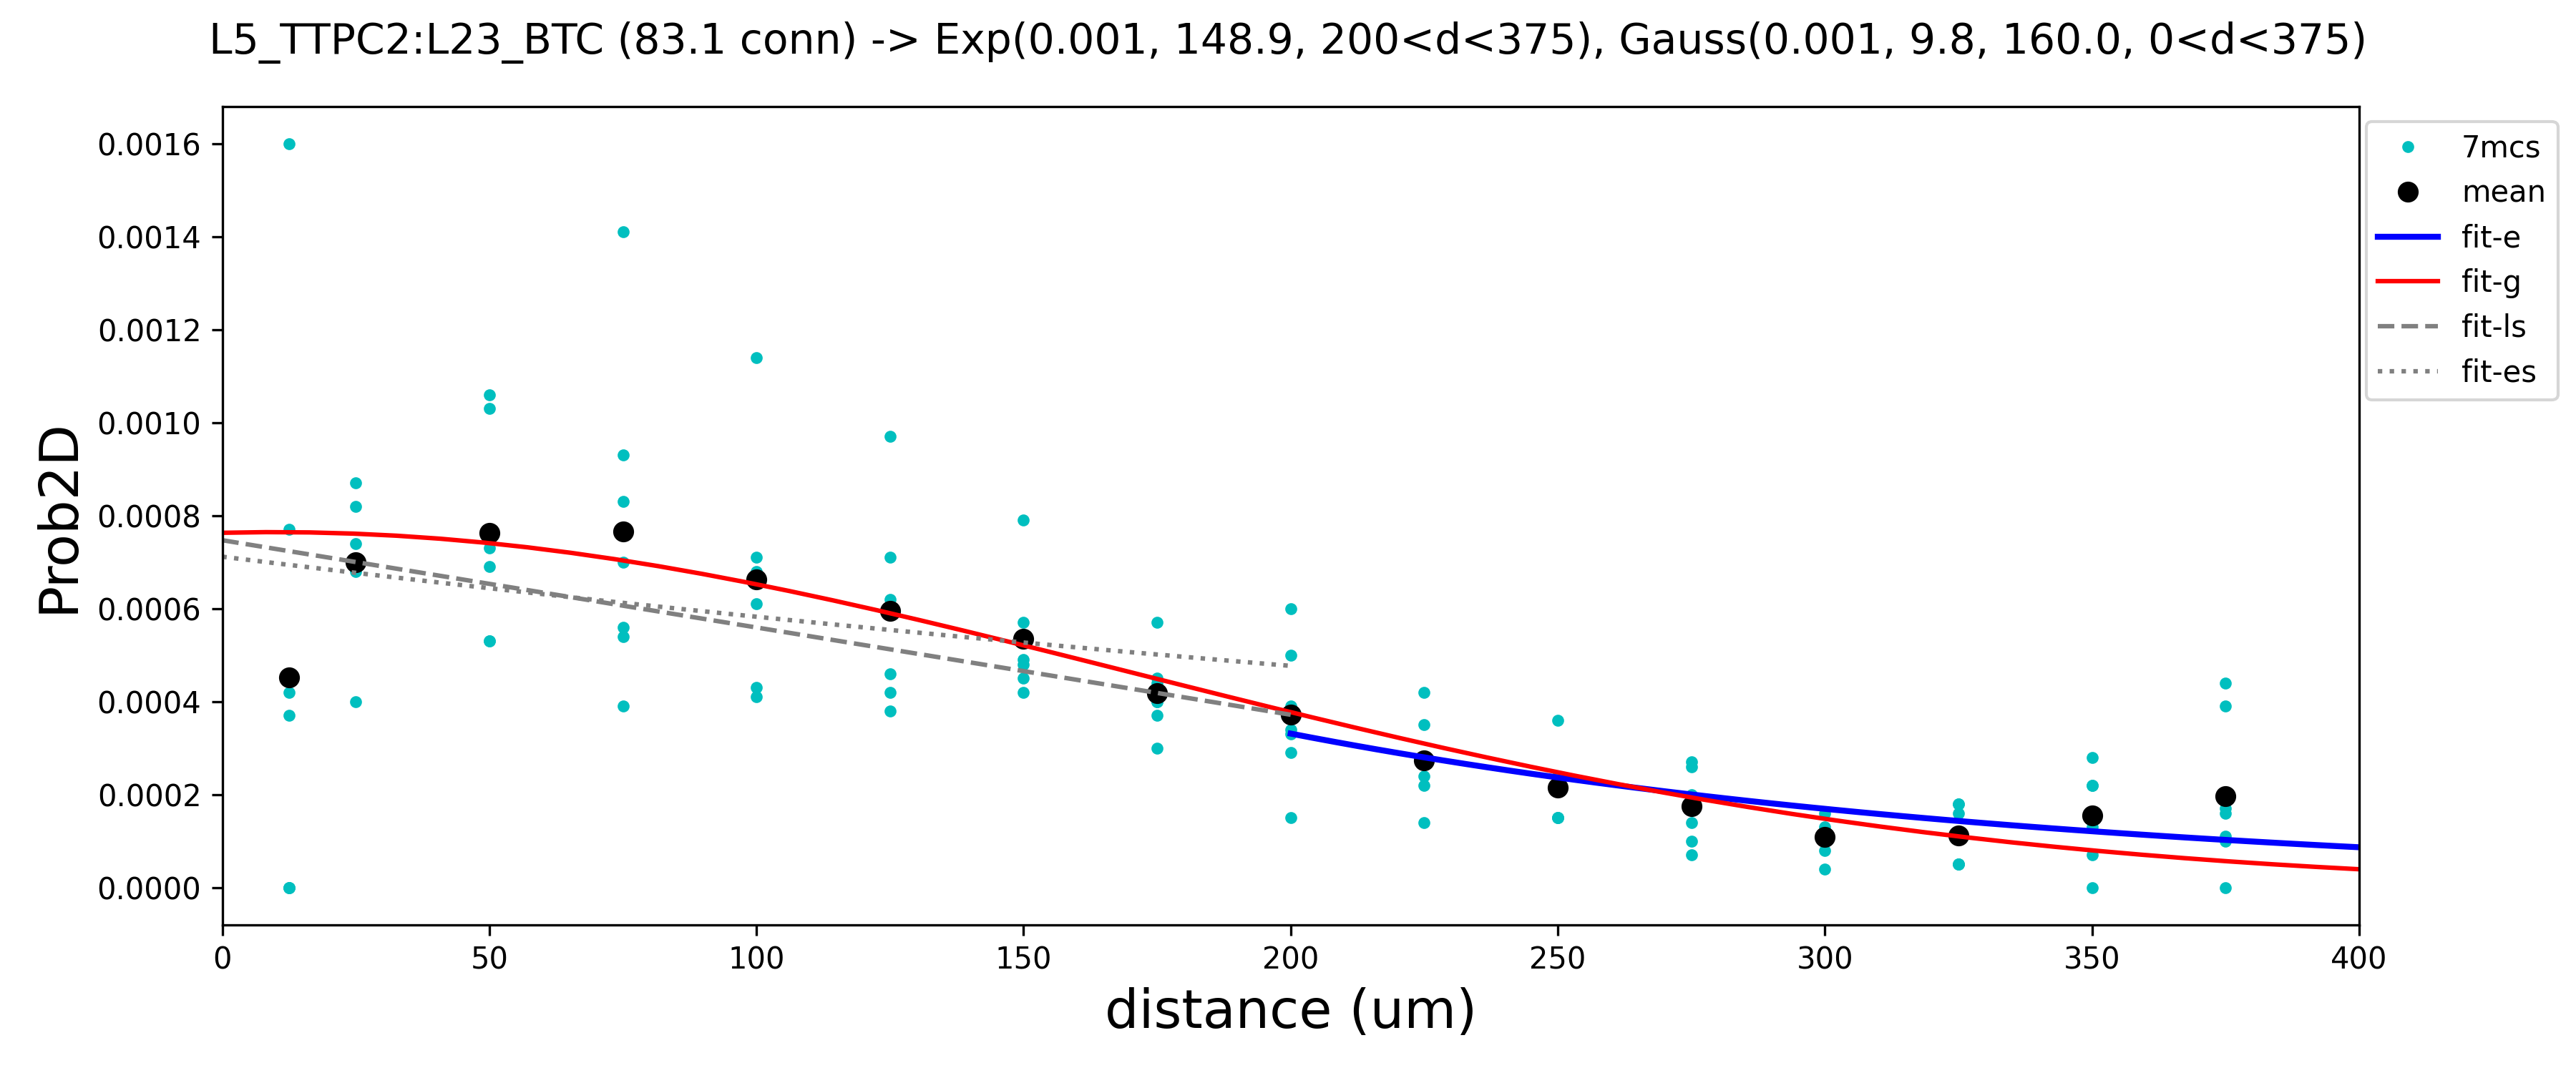 L5_TTPC2:L23_BTC (83.1 conn) -> Exp(0.001, 148.9, 200<d<375), Gauss(0.001, 9.8, 160.0, 0<d<375)
0.0016
0.0014
0.0012
0.0010
0.0008
0.0006
0.0004
0.0002
0.0000
Prob2D
0 50 100 150 200 250 300 350 400
distance (um)
7mcs
mean
fit-e
fit-g
fit-ls
fit-es